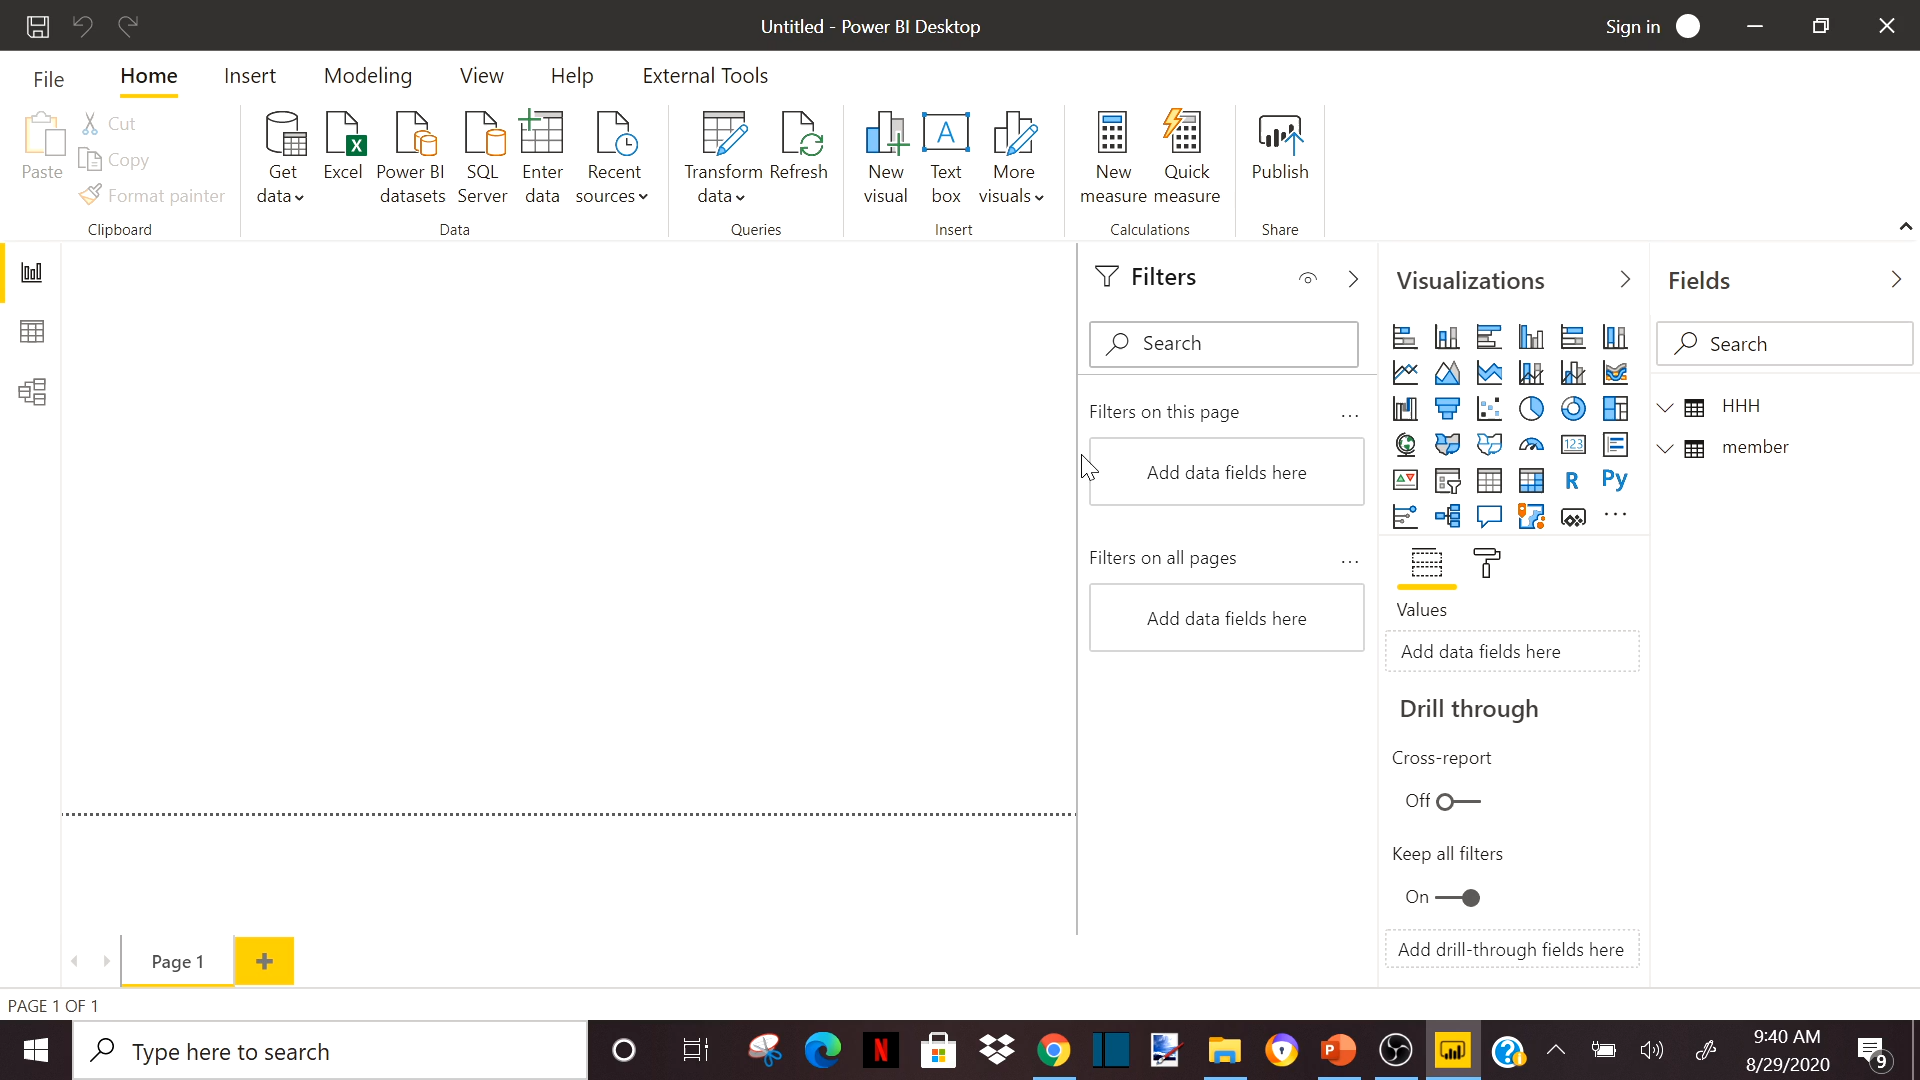 Untitled - Power BI Desktop
Sign in
File
Home
Insert
Modeling
View
Help
External Tools
Paste
Cut
Copy
Format painter
Clipboard
Get
data
Excel
Power BI
datasets
SQL
Server
Enter
data
Recent
sources
Data
Transform
data
Refresh
Queries
New
visual
A
Text
box
More
visuals
Insert
New
measure
Quick
measure
Calculations
Publish
Share
Filters
Search
Filters on this page
...
Add data fields here
Filters on all pages
...
Add data fields here
Visualizations
123
R
Py
...
Values
Add data fields here
Drill through
Cross-report
Off
Keep all filters
On
Add drill-through fields here
Fields
Search
HHH
member
Page 1
PAGE 1 OF 1
Type here to search
N
P
9:40 AM
8/29/2020
9